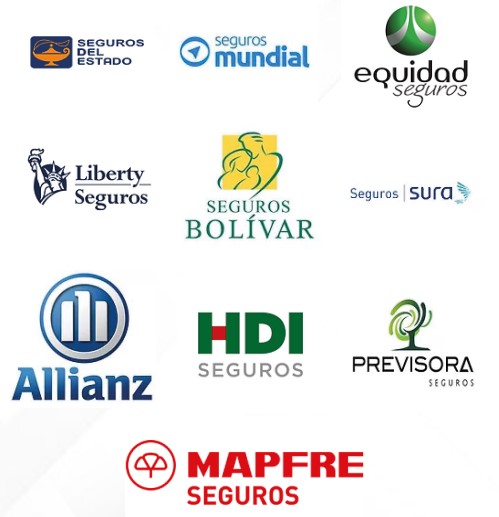 SEGUROS
DEL
ESTADO
seguros
mundial
equidad
seguros
Liberty
Seguros
SEGUROS
BOLÍVAR
Seguros | sura
Allianz
HDI
SEGUROS
PREVISORA
SEGUROS
MAPFRE
SEGUROS